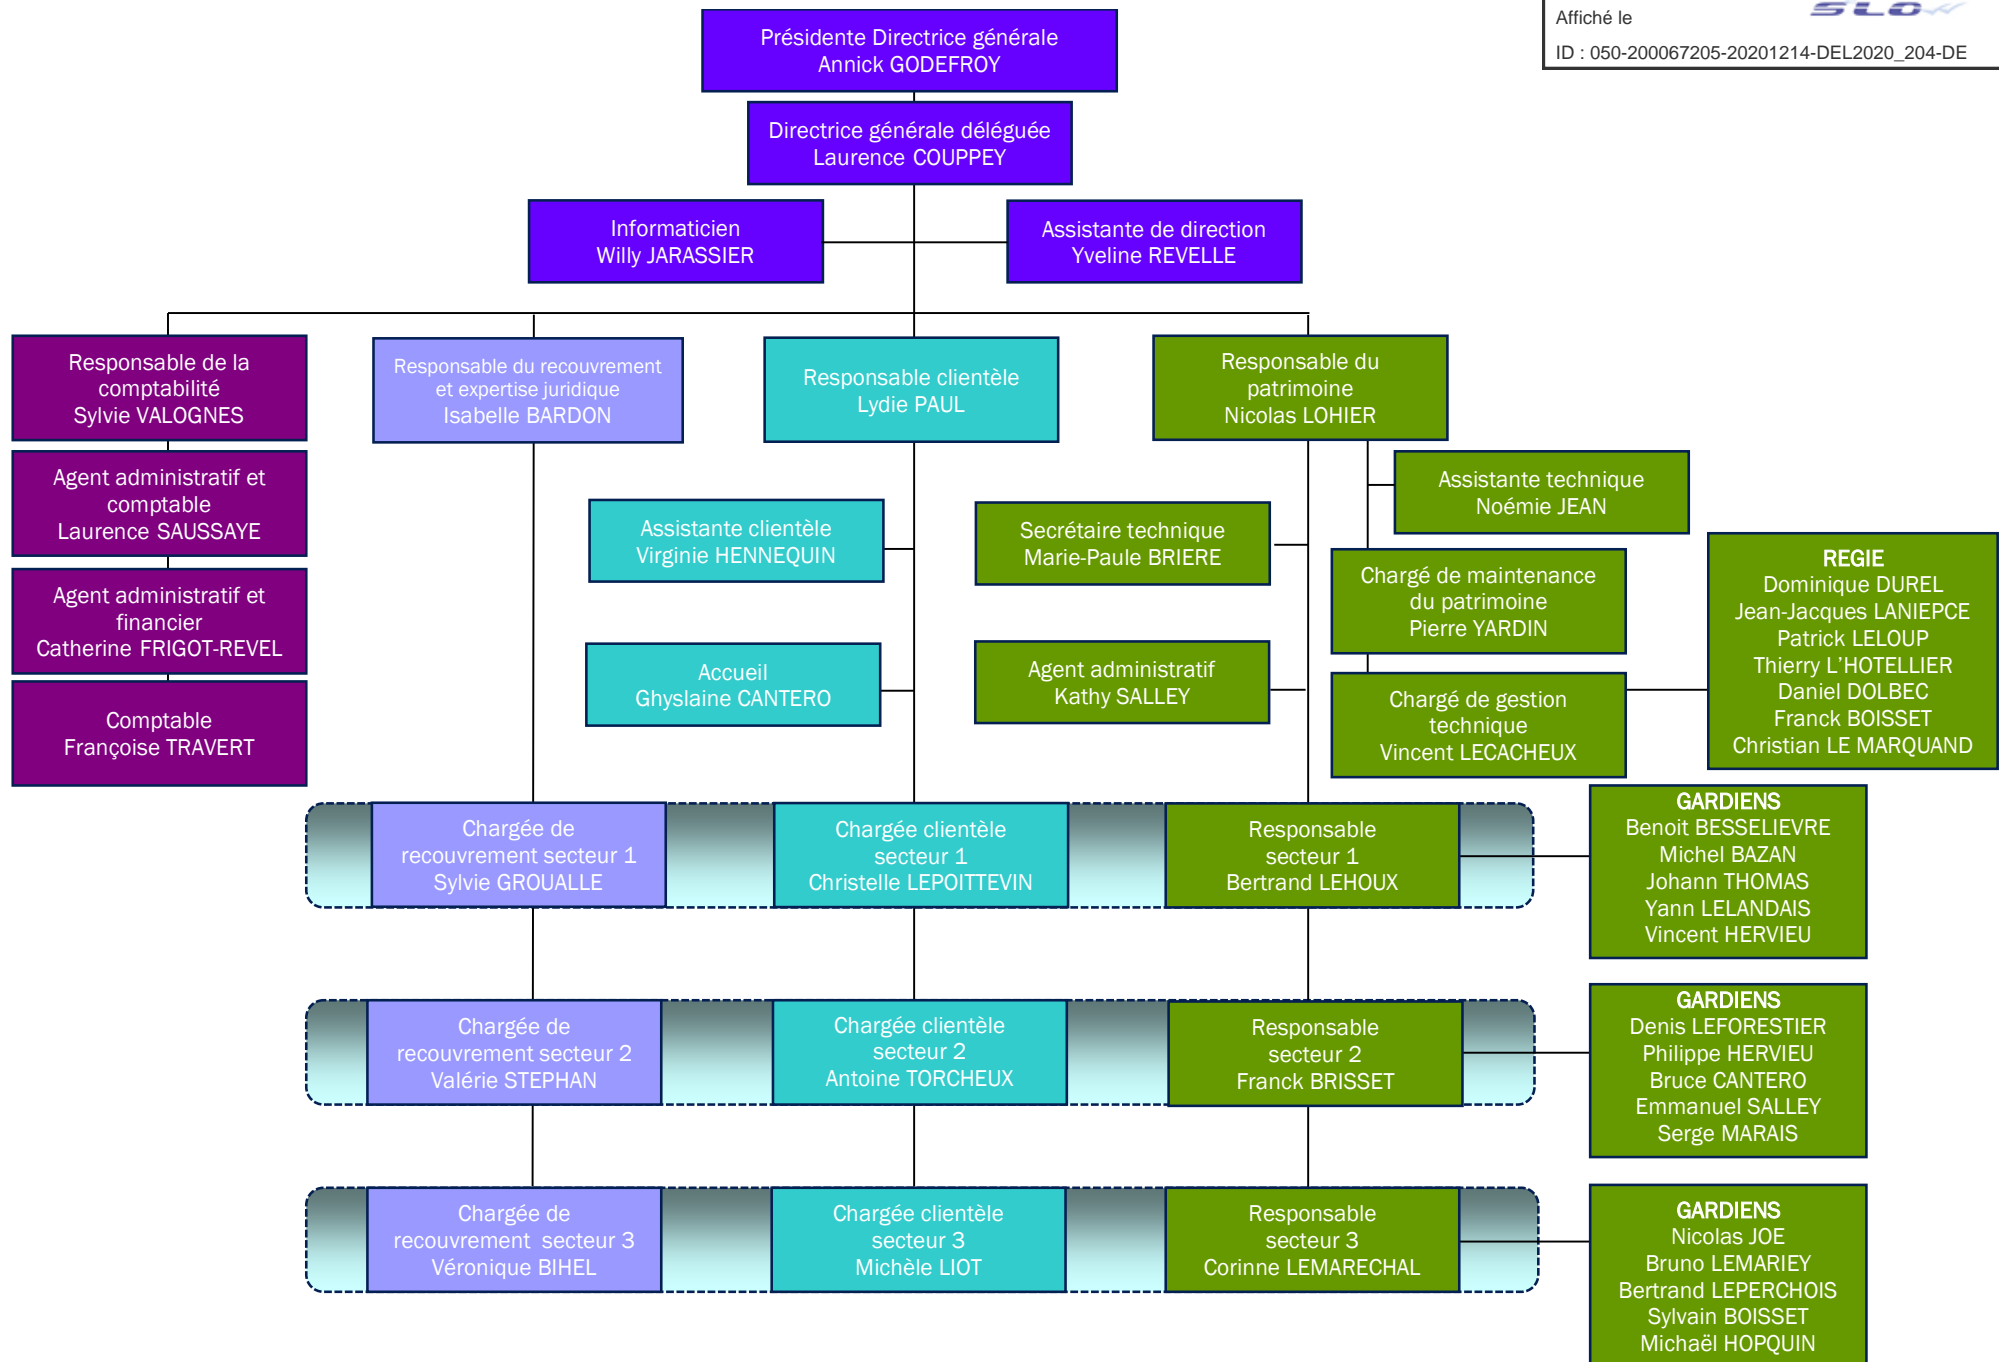 Affiché le
SLO
ID : 050-200067205-20201214-DEL2020_204-DE
Présidente Directrice générale
Annick GODEFROY
Directrice générale déléguée
Laurence COUPPEY
Informaticien
Willy JARASSIER
Assistante de direction
Yveline REVELLE
Responsable de la
comptabilité
Sylvie VALOGNES
Responsable du recouvrement
et expertise juridique
Isabelle BARDON
Responsable clientèle
Lydie PAUL
Responsable du
patrimoine
Nicolas LOHIER
Agent administratif et
comptable
Laurence SAUSSAYE
Agent administratif et
financier
Catherine FRIGOT-REVEL
Comptable
Françoise TRAVERT
Assistante clientèle
Virginie HENNEQUIN
Accueil
Ghyslaine CANTERO
Secrétaire technique
Marie-Paule BRIERE
Agent administratif
Kathy SALLEY
Assistante technique
Noémie JEAN
Chargé de maintenance
du patrimoine
Pierre YARDIN
Chargé de gestion
technique
Vincent LECACHEUX
REGIE
Dominique DUREL
Jean-Jacques LANIEPCE
Patrick LELOUP
Thierry L’HOTELLIER
Daniel DOLBEC
Franck BOISSET
Christian LE MARQUAND
Chargée de
recouvrement secteur 1
Sylvie GROUALLE
Chargée clientèle
secteur 1
Christelle LEPOITTEVIN
Responsable
secteur 1
Bertrand LEHOUX
GARDIENS
Benoit BESSELIEVRE
Michel BAZAN
Johann THOMAS
Yann LELANDAIS
Vincent HERVIEU
Chargée de
recouvrement secteur 2
Valérie STEPHAN
Chargée clientèle
secteur 2
Antoine TORCHEUX
Responsable
secteur 2
Franck BRISSET
GARDIENS
Denis LEFORESTIER
Philippe HERVIEU
Bruce CANTERO
Emmanuel SALLEY
Serge MARAIS
Chargée de
recouvrement secteur 3
Véronique BIHEL
Chargée clientèle
secteur 3
Michèle LIOT
Responsable
secteur 3
Corinne LEMARECHAL
GARDIENS
Nicolas JOE
Bruno LEMARIEY
Bertrand LEPERCHOIS
Sylvain BOISSET
Michaël HOPQUIN